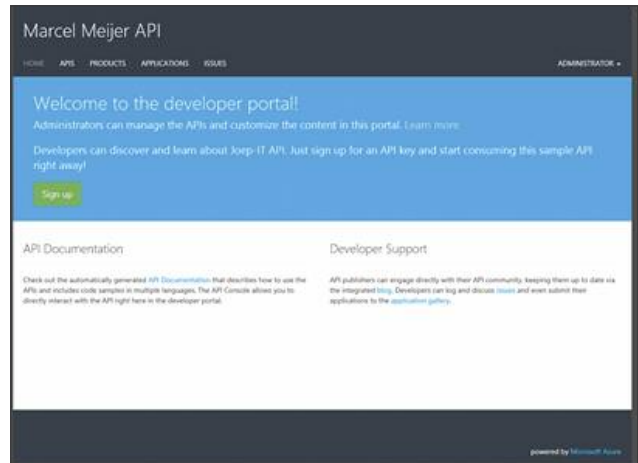 Marcel Meijer API
HOME APIS PRODUCTS APPLICATIONS ISSUES ADMINISTRATOR
Welcome to the developer portal!
Administrators can manage the APIs and customize the content in this portal. Learn more.
Developers can discover and learn about Joep-IT API. Just sign up for an API key and start consuming this sample API
right away!
Sign up
API Documentation
Check out the automatically generated API Documentation that describes how to use the
APIs and includes code samples in multiple languages. The API Console allows you to
directly interact with the API right here in the developer portal.
Developer Support
API publishers can engage directly with their API community, keeping them up to date via
the integrated blog. Developers can log and discuss issues and even submit their
applications to the application gallery.
powered by Microsoft Azure